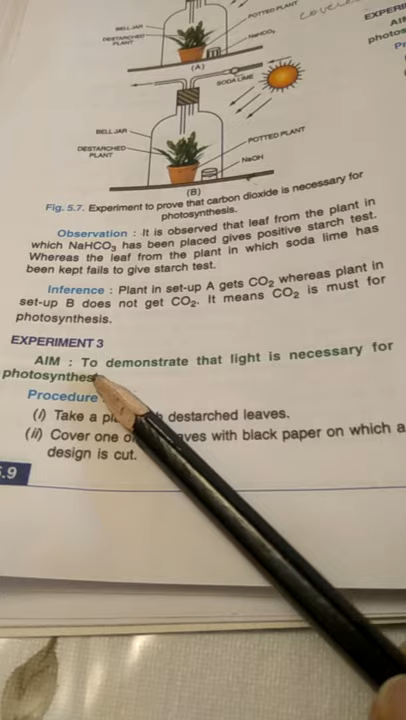 covere
BELL JAR
POTTED PLANT
DESTARCHED
PLANT
NaHCO3
(A)
SODA LIME
BELL JAR
DESTARCHED
PLANT
POTTED PLANT
NaOH
(B)
Fig. 5.7. Experiment to prove that carbon dioxide is necessary for
photosynthesis.
Observation : It is observed that leaf from the plant in
which NaHCO3 has been placed gives positive starch test.
Whereas the leaf from the plant in which soda lime has
been kept fails to give starch test.
Inference : Plant in set-up A gets CO2 whereas plant in
set-up B does not get CO2. It means CO2 is must for
photosynthesis.
EXPERIMENT 3
AIM : To demonstrate that light is necessary for
photosynthes
Procedure
(i) Take a pl destarched leaves.
(ii) Cover one o aves with black paper on which a
design is cut.
5.9
EXPERI
AI
photos
P